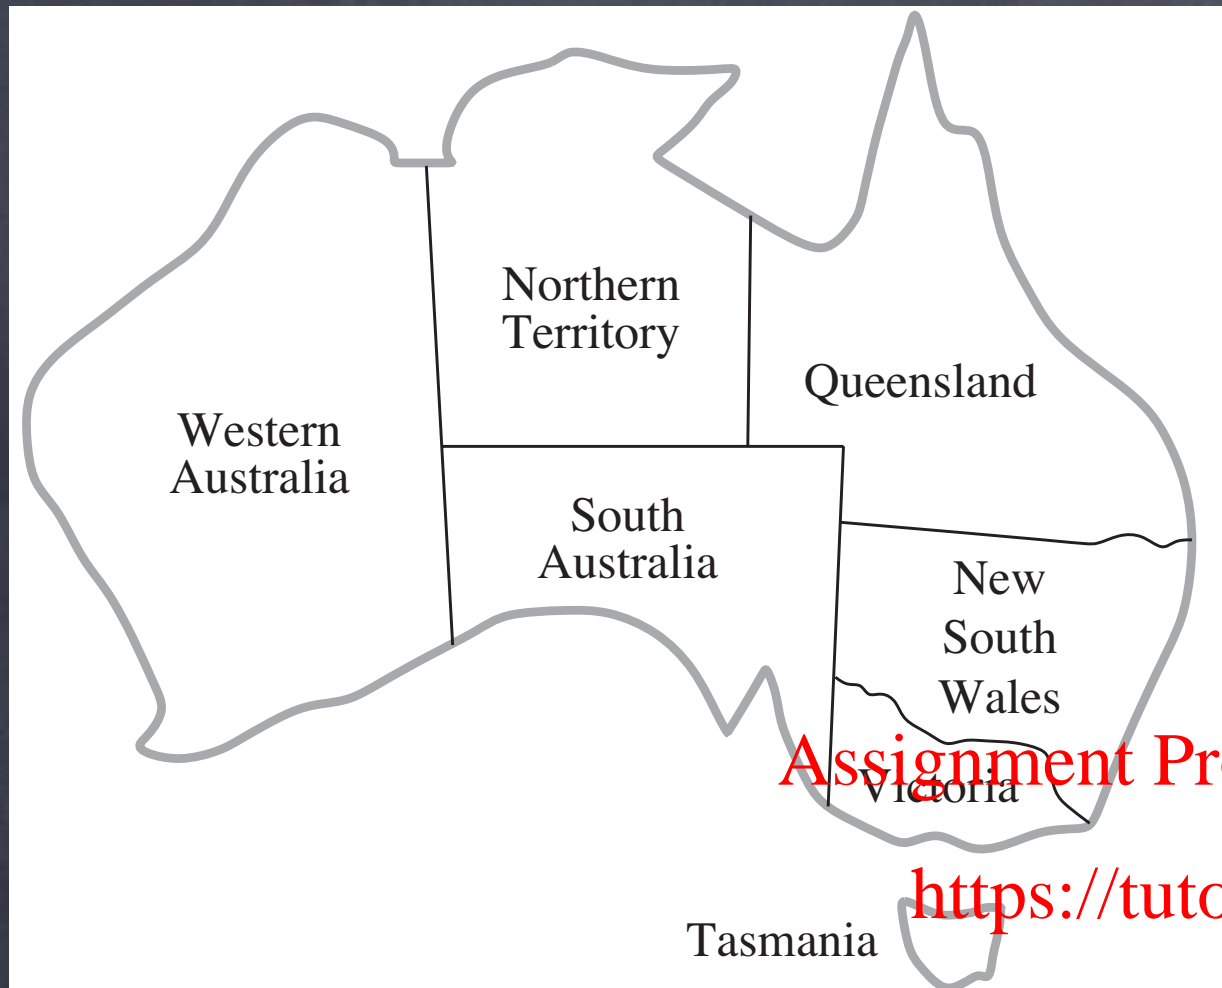 Northern
Territory
Queensland
Western
Australia
South
Australia
New
South
Wales
Assignment Pr
Victoria
https://tuto
Tasmania